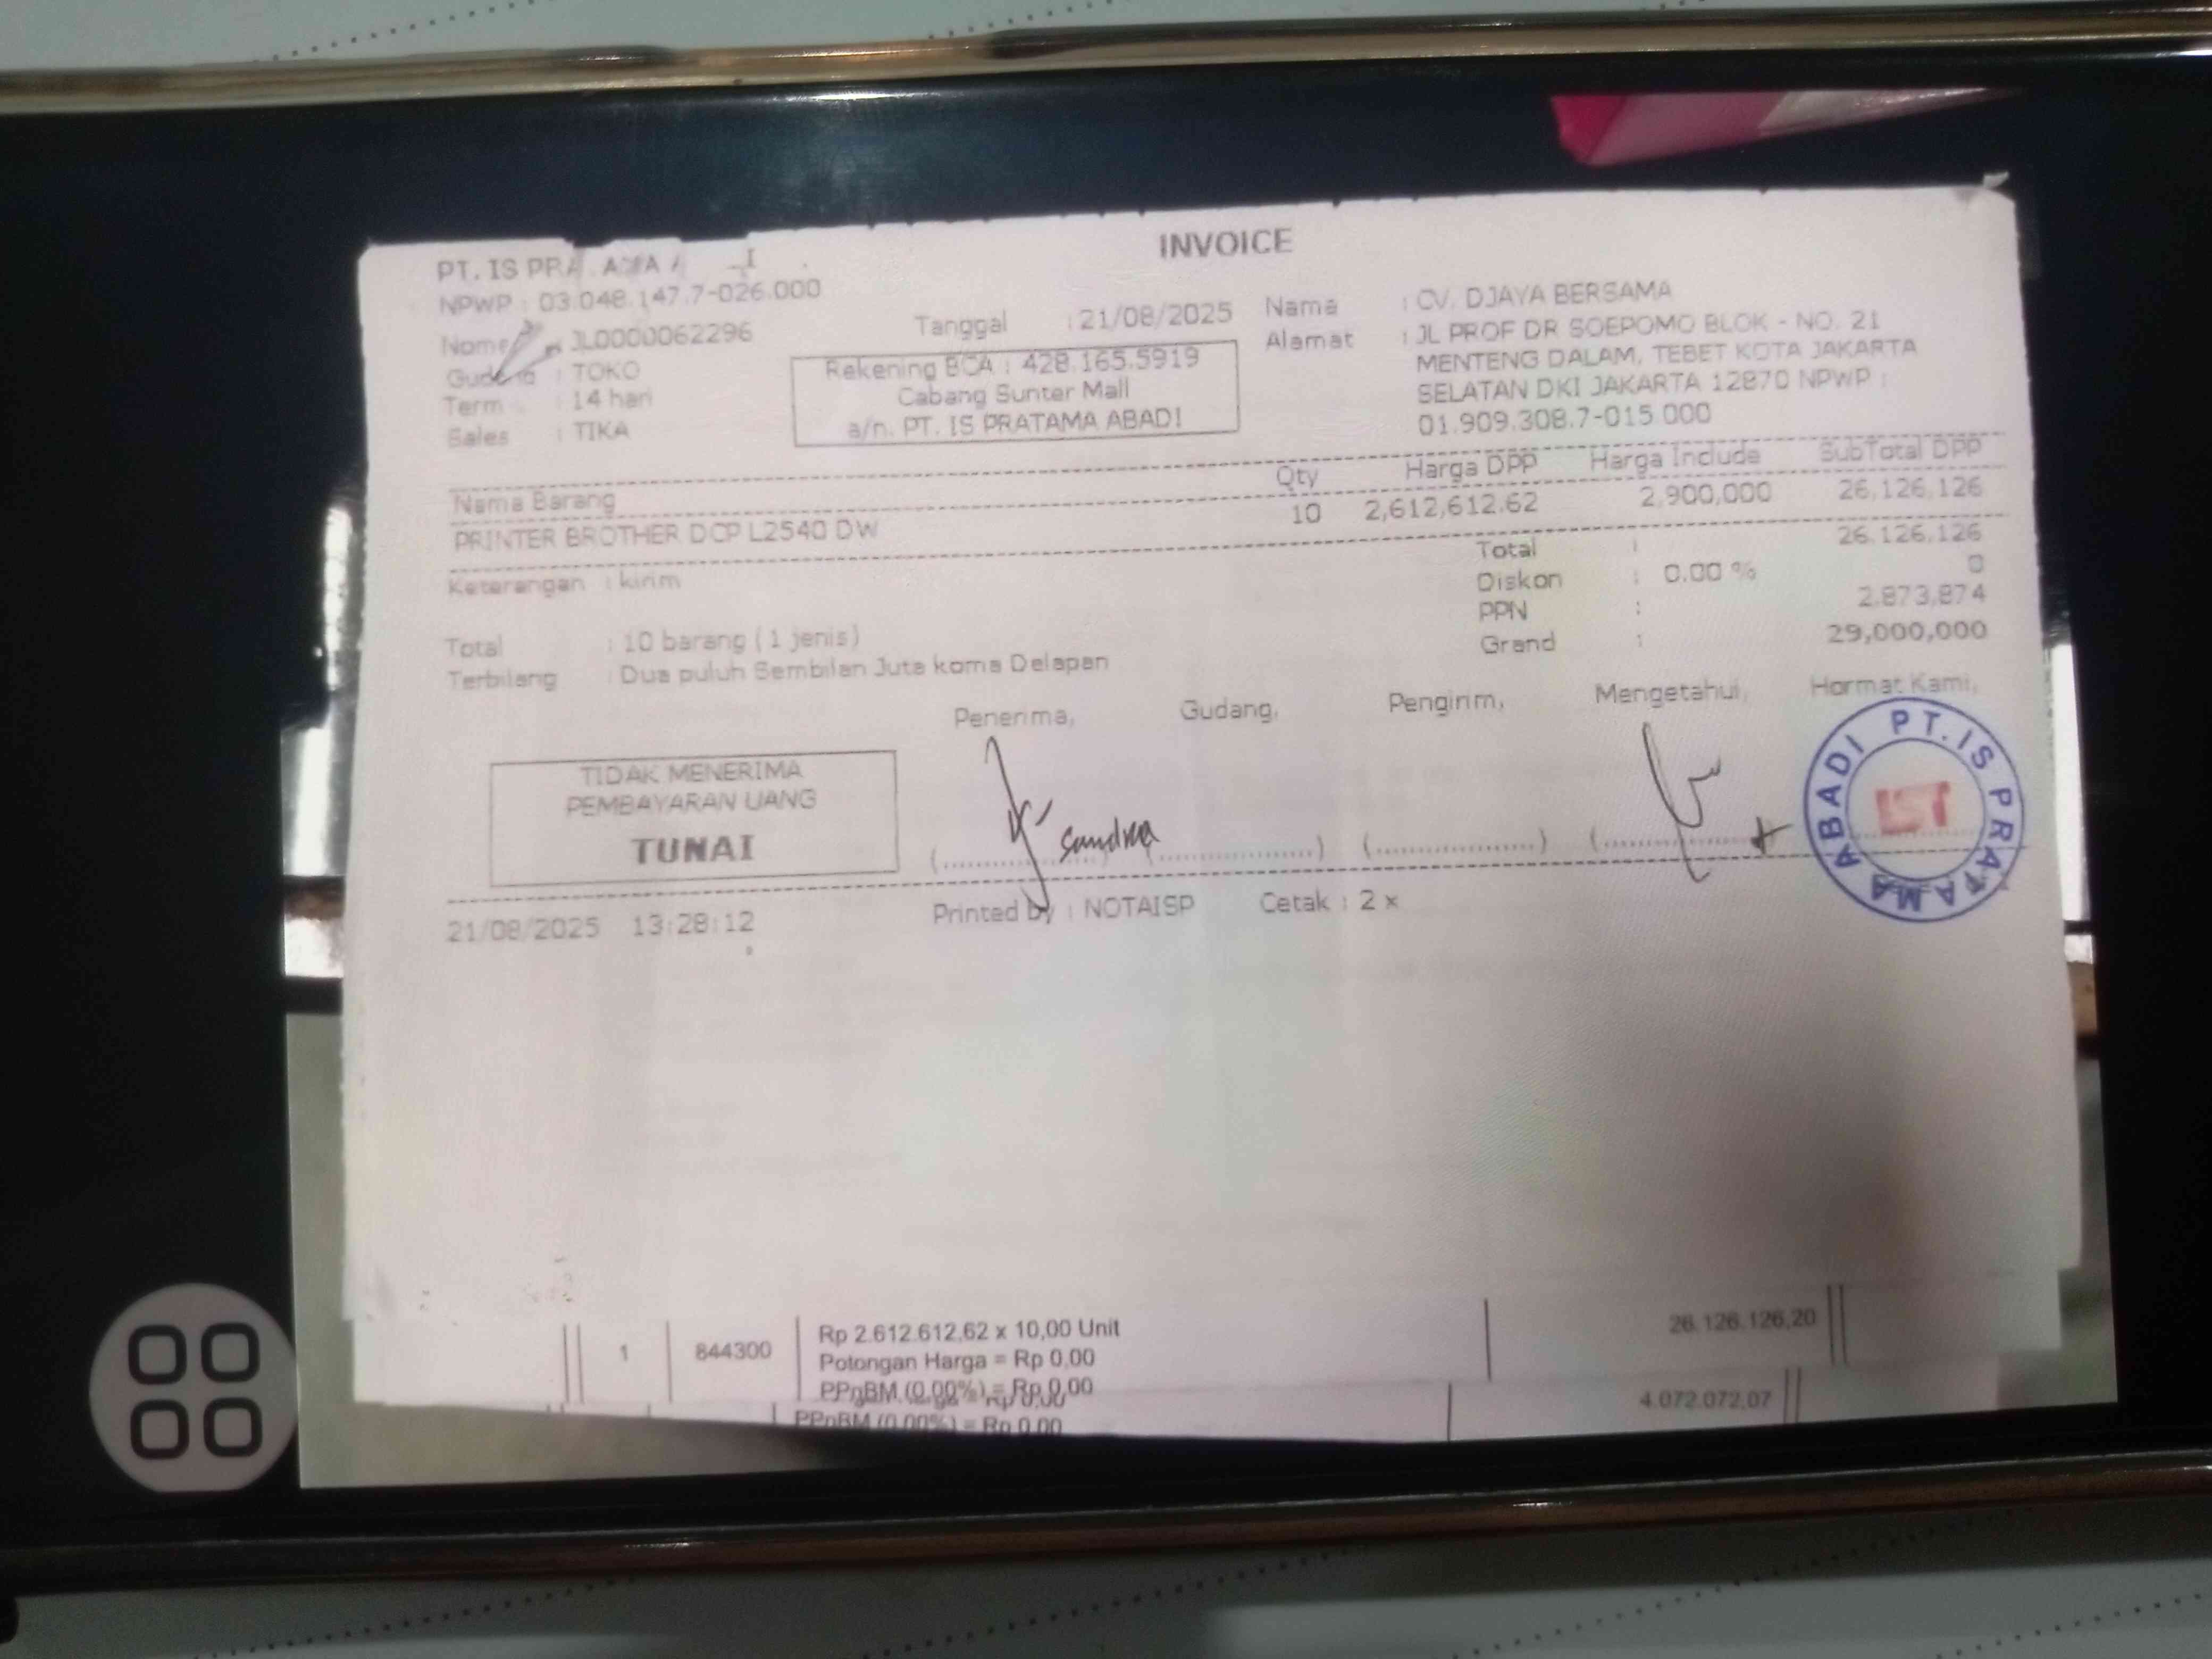 INVOICE
PT. IS PRA
NPWP : 03.048.147.7-026.000
JL0000062296
: TOKO
Term : 14 hari
Sales : TIKA
Tanggal : 21/08/2025
Rekening BCA : 428.165.5919
Cabang Sunter Mall
a/n. PT. IS PRATAMA ABADI
Nama : CV. DJAYA BERSAMA
Alamat : JL PROF DR SOEPOMO BLOK - NO. 21
MENTENG DALAM, TEBET KOTA JAKARTA
SELATAN DKI JAKARTA 12870 NPWP :
01.909.308.7-015.000
Nama Barang Qty Harga DPP Harga Include SubTotal DPP
PRINTER BROTHER DCP L2540 DW 10 2,612,612.62 2,900,000 26,126,126
Keterangan : kirim
Total : 26,126,126
Diskon : 0.00 % 0
PPN : 2,873,874
Grand : 29,000,000
Total : 10 barang ( 1 jenis )
Terbilang : Dua puluh Sembilan Juta koma Delapan
Penerima, Gudang, Pengirim, Mengetahui, Hormat Kami,
TIDAK MENERIMA
PEMBAYARAN UANG
TUNAI
Sandra
PT. IS PRATAMA ABADI
IST
21/08/2025 13:28:12 Printed by : NOTAISP Cetak : 2 x
1 844300 Rp 2.612.612,62 x 10,00 Unit 26.126.126,20
Potongan Harga = Rp 0,00
PPnBM (0,00%) = Rp 0,00
4.072.072,07
PPnBM (0,00%) = Rp 0,00